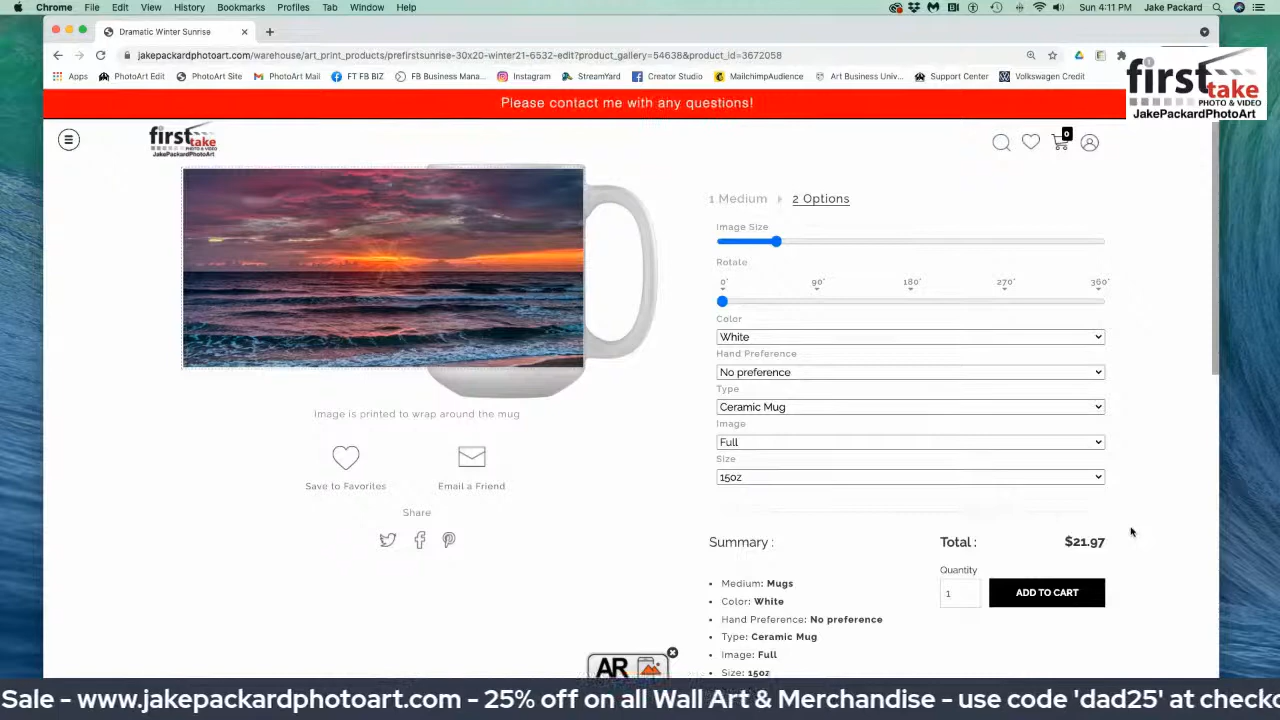 Chrome File Edit View History Bookmarks Profiles Tab Window Help Sun 4:11 PM Jake Packard
Dramatic Winter Sunrise
jakepackardphotoart.com/warehouse/art_print_products/prefirstsunrise-30x20-winter21-6532-edit?product_gallery=54638&product_id=3672058
Apps PhotoArt Edit PhotoArt Site PhotoArt Mail FT FB BIZ FB Business Mana... Instagram StreamYard Creator Studio MailchimpAudience Art Business Univ... Support Center Volkswagen Credit
first take
PHOTO & VIDEO
JakePackardPhotoArt
Please contact me with any questions!
first take
PHOTO & VIDEO
JakePackardPhotoArt
0
1 Medium 2 Options
Image Size
Rotate
0° 90° 180° 270° 360°
Color
White
Hand Preference
No preference
Type
Ceramic Mug
Image
Full
Size
15oz
Image is printed to wrap around the mug
Save to Favorites Email a Friend
Share
Summary : Total : $21.97
Quantity
1 ADD TO CART
• Medium: Mugs
• Color: White
• Hand Preference: No preference
• Type: Ceramic Mug
• Image: Full
• Size: 15oz
AR
Sale - www.jakepackardphotoart.com - 25% off on all Wall Art & Merchandise - use code 'dad25' at checko